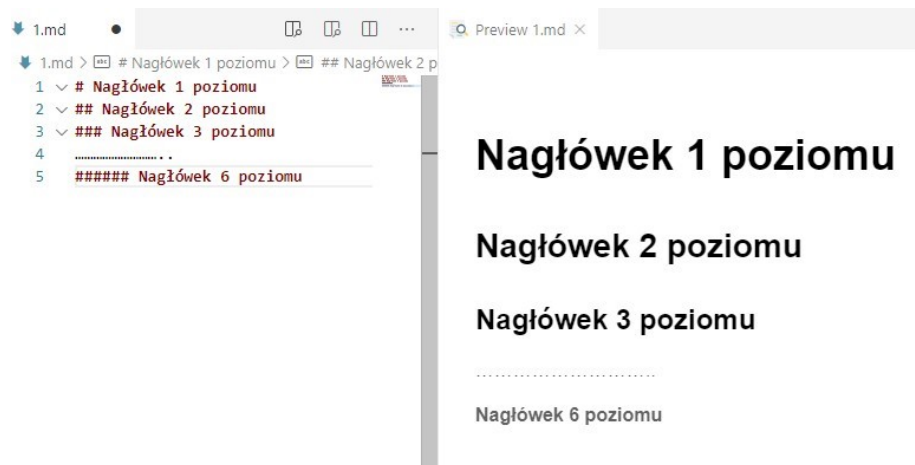 1.md
1.md > # Nagłówek 1 poziomu > ## Nagłówek 2 p
1 # Nagłówek 1 poziomu
2 ## Nagłówek 2 poziomu
3 ### Nagłówek 3 poziomu
4 ………………………..
5 ###### Nagłówek 6 poziomu
Preview 1.md
Nagłówek 1 poziomu
Nagłówek 2 poziomu
Nagłówek 3 poziomu
………………………..
Nagłówek 6 poziomu